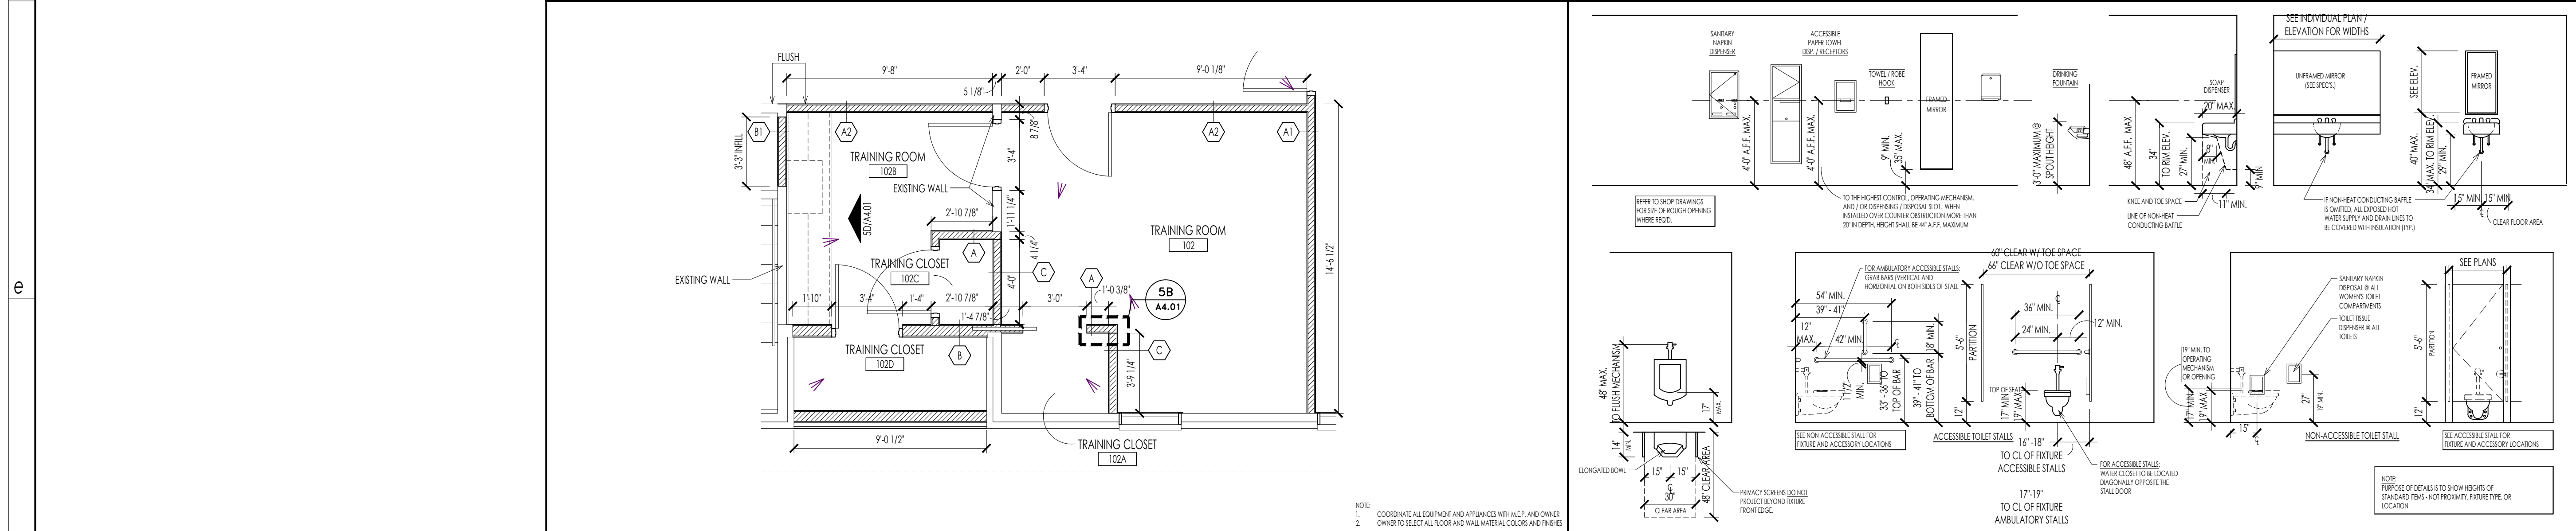 e
FLUSH
9'-8"
2'-0"
3'-4"
9'-0 1/8"
5 1/8"
B1
A2
8 7/8"
A2
A1
3'-3" INFILL
TRAINING ROOM
102B
3'-4"
EXISTING WALL
2'-10 7/8"
1'-11 1/4"
5D/A4.01
TRAINING ROOM
102
14'-6 1/2"
A
4 1/4"
TRAINING CLOSET
102C
EXISTING WALL
C
A
4'-0"
1'-0 3/8"
5B
A4.01
1'-10"
3'-4"
1'-4"
2'-10 7/8"
3'-0"
1'-4 7/8"
TRAINING CLOSET
102D
B
C
3'-9 1/4"
9'-0 1/2"
TRAINING CLOSET
102A
NOTE:
1. COORDINATE ALL EQUIPMENT AND APPLIANCES WITH M.E.P. AND OWNER
2. OWNER TO SELECT ALL FLOOR AND WALL MATERIAL COLORS AND FINISHES
SANITARY
NAPKIN
DISPENSER
ACCESSIBLE
PAPER TOWEL
DISP. / RECEPTORS
TOWEL / ROBE
HOOK
FRAMED
MIRROR
4'-0" A.F.F. MAX.
4'-0" A.F.F. MAX.
9" MIN.
35" MAX.
REFER TO SHOP DRAWINGS
FOR SIZE OF ROUGH OPENING
WHERE REQ'D.
TO THE HIGHEST CONTROL, OPERATING MECHANISM,
AND / OR DISPENSING / DISPOSAL SLOT. WHEN
INSTALLED OVER COUNTER OBSTRUCTION MORE THAN
20" IN DEPTH, HEIGHT SHALL BE 44" A.F.F. MAXIMUM
DRINKING
FOUNTAIN
3'-0" MAXIMUM @
SPOUT HEIGHT
SOAP
DISPENSER
20" MAX.
48" A.F.F. MAX
34"
TO RIM ELEV.
27" MIN.
8"
MIN.
9" MIN
11" MIN.
KNEE AND TOE SPACE
LINE OF NON-HEAT
CONDUCTING BAFFLE
SEE INDIVIDUAL PLAN /
ELEVATION FOR WIDTHS
UNFRAMED MIRROR
(SEE SPEC'S.)
SEE ELEV.
FRAMED
MIRROR
40" MAX.
34" MAX. TO RIM ELEV.
29" MIN.
IF NON-HEAT CONDUCTING BAFFLE
IS OMITTED, ALL EXPOSED HOT
WATER SUPPLY AND DRAIN LINES TO
BE COVERED WITH INSULATION (TYP.)
15" MIN.
15" MIN.
CLEAR FLOOR AREA
48" MAX.
TO FLUSH MECHANISM
17"
MAX.
14"
MIN.
ELONGATED BOWL
15"
15"
30"
CLEAR AREA
48" CLEAR AREA
PRIVACY SCREENS DO NOT
PROJECT BEYOND FIXTURE
FRONT EDGE.
FOR AMBULATORY ACCESSIBLE STALLS:
GRAB BARS (VERTICAL AND
HORIZONTAL ON BOTH SIDES OF STALL
54" MIN.
39" - 41"
12"
MAX.
42" MIN.
18" MIN.
1 1/2"
MIN.
33" - 36" TO
TOP OF BAR
39" - 41" TO
BOTTOM OF BAR
SEE NON-ACCESSIBLE STALL FOR
FIXTURE AND ACCESSORY LOCATIONS
60" CLEAR W/ TOE SPACE
66" CLEAR W/O TOE SPACE
5'-6"
PARTITION
12"
36" MIN.
24" MIN.
12" MIN.
TOP OF SEAT
17" MIN
19" MAX.
ACCESSIBLE TOILET STALLS
16" -18"
TO CL OF FIXTURE
ACCESSIBLE STALLS
17"-19"
TO CL OF FIXTURE
AMBULATORY STALLS
FOR ACCESSIBLE STALLS:
WATER CLOSET TO BE LOCATED
DIAGONALLY OPPOSITE THE
STALL DOOR
19" MIN. TO
OPERATING
MECHANISM
OR OPENING
17" MIN.
19" MAX.
15"
27"
19" MIN.
SANITARY NAPKIN
DISPOSAL @ ALL
WOMEN'S TOILET
COMPARTMENTS
TOILET TISSUE
DISPENSER @ ALL
TOILETS
NON-ACCESSIBLE TOILET STALL
SEE PLANS
5'-6"
PARTITION
12"
SEE ACCESSIBLE STALL FOR
FIXTURE AND ACCESSORY LOCATIONS
NOTE:
PURPOSE OF DETAILS IS TO SHOW HEIGHTS OF
STANDARD ITEMS - NOT PROXIMITY, FIXTURE TYPE, OR
LOCATION